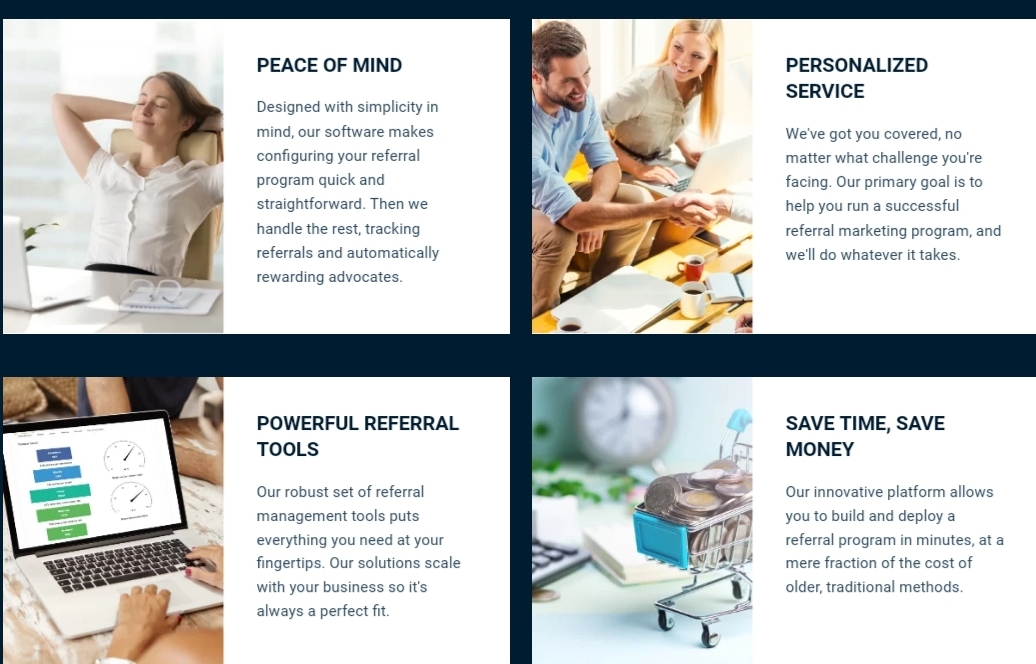 PEACE OF MIND
Designed with simplicity in
mind, our software makes
configuring your referral
program quick and
straightforward. Then we
handle the rest, tracking
referrals and automatically
rewarding advocates.
PERSONALIZED
SERVICE
We've got you covered, no
matter what challenge you're
facing. Our primary goal is to
help you run a successful
referral marketing program, and
we'll do whatever it takes.
POWERFUL REFERRAL
TOOLS
Our robust set of referral
management tools puts
everything you need at your
fingertips. Our solutions scale
with your business so it's
always a perfect fit.
SAVE TIME, SAVE
MONEY
Our innovative platform allows
you to build and deploy a
referral program in minutes, at a
mere fraction of the cost of
older, traditional methods.